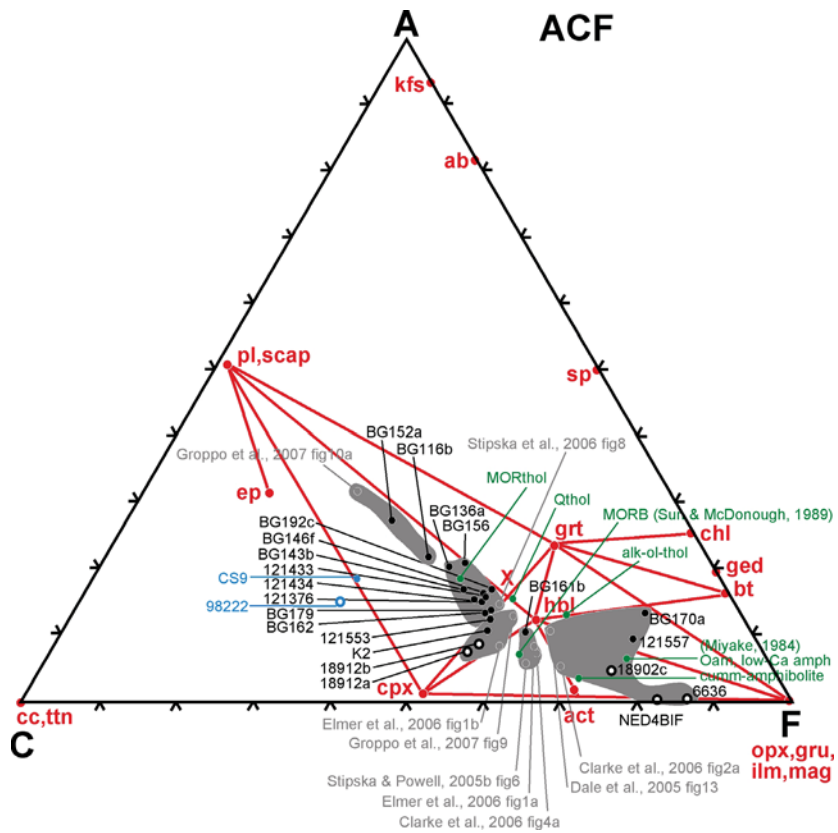 A
ACF
kfs
ab
pl,scap
sp
BG152a
Stipska et al., 2006 fig8
BG116b
Groppo et al., 2007 fig10a
MORthol
ep
BG136a
Qthol
BG156
MORB (Sun & McDonough, 1989)
BG192c
grt
chl
BG146f
alk-ol-thol
BG143b
121433
X
ged
CS9
121434
BG161b
bt
98222
121376
hbl
BG179
BG170a
BG162
121557
121553
(Miyake, 1984)
K2
Oam, low-Ca amph
18912b
18902c
cumm-amphibolite
18912a
cpx
6636
cc,ttn
act
NED4BIF
F
C
Elmer et al., 2006 fig1b
opx,gru,
Groppo et al., 2007 fig9
ilm,mag
Clarke et al., 2006 fig2a
Stipska & Powell, 2005b fig6
Dale et al., 2005 fig13
Elmer et al., 2006 fig1a
Clarke et al., 2006 fig4a